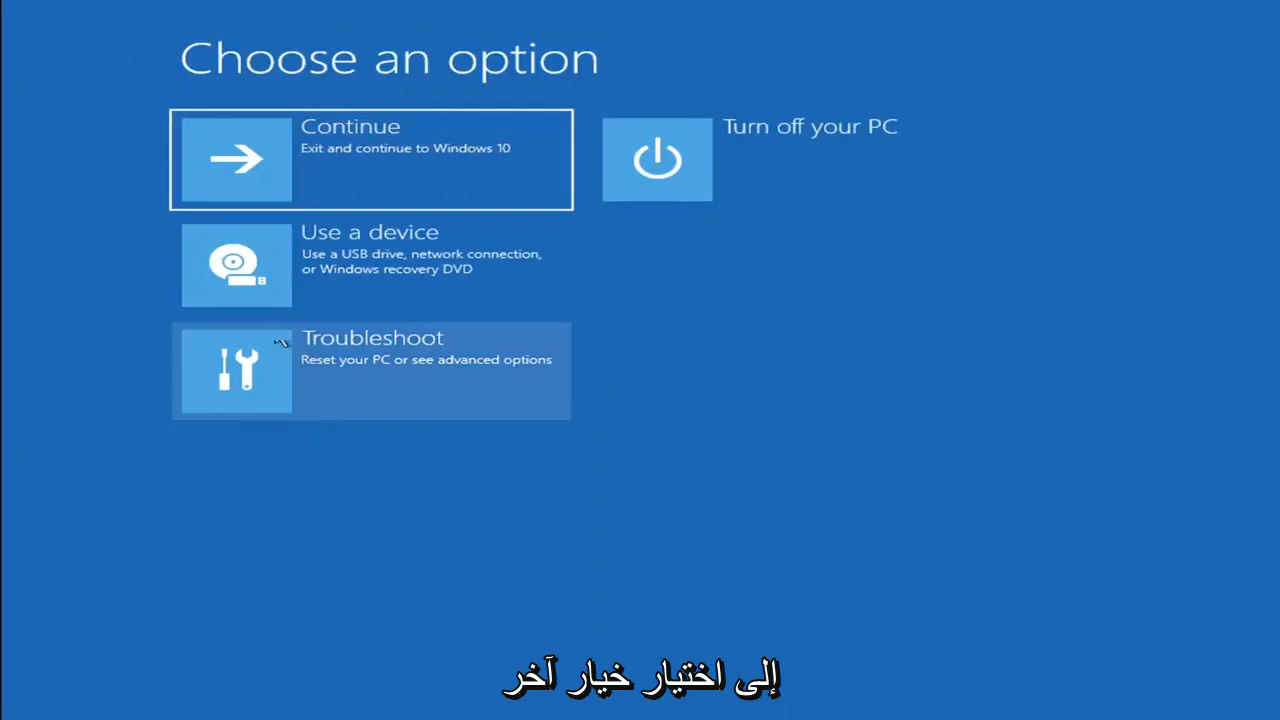 Choose an option
Continue
Exit and continue to Windows 10
Turn off your PC
Use a device
Use a USB drive, network connection,
or Windows recovery DVD
Troubleshoot
Reset your PC or see advanced options
إلى اختيار خيار آخر